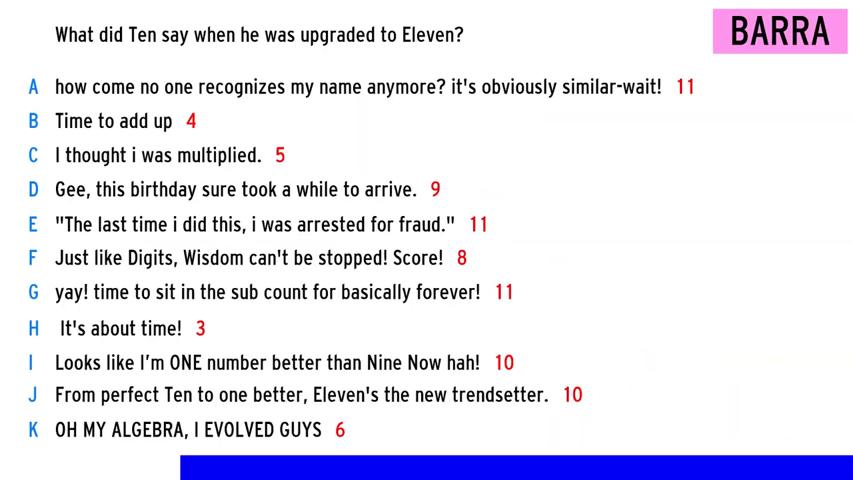 What did Ten say when he was upgraded to Eleven?
BARRA
A how come no one recognizes my name anymore? it's obviously similar-wait! 11
B Time to add up 4
C I thought i was multiplied. 5
D Gee, this birthday sure took a while to arrive. 9
E "The last time i did this, i was arrested for fraud." 11
F Just like Digits, Wisdom can't be stopped! Score! 8
G yay! time to sit in the sub count for basically forever! 11
H It's about time! 3
I Looks like I’m ONE number better than Nine Now hah! 10
J From perfect Ten to one better, Eleven's the new trendsetter. 10
K OH MY ALGEBRA, I EVOLVED GUYS 6